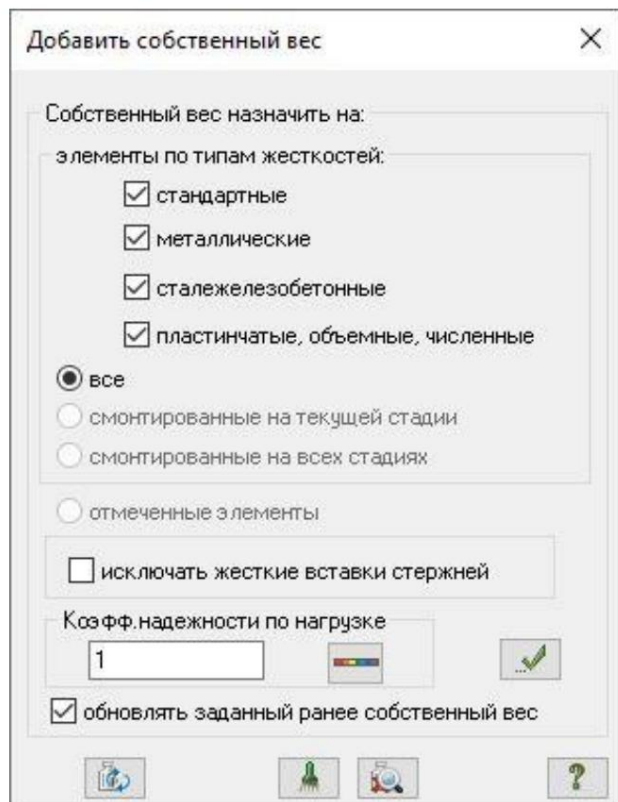 Добавить собственный вес
Собственный вес назначить на:
элементы по типам жесткостей:
стандартные
металлические
сталежелезобетонные
пластинчатые, объемные, численные
все
смонтированные на текущей стадии
смонтированные на всех стадиях
отмеченные элементы
исключать жесткие вставки стержней
Коэфф.надежности по нагрузке
1
обновлять заданный ранее собственный вес
?